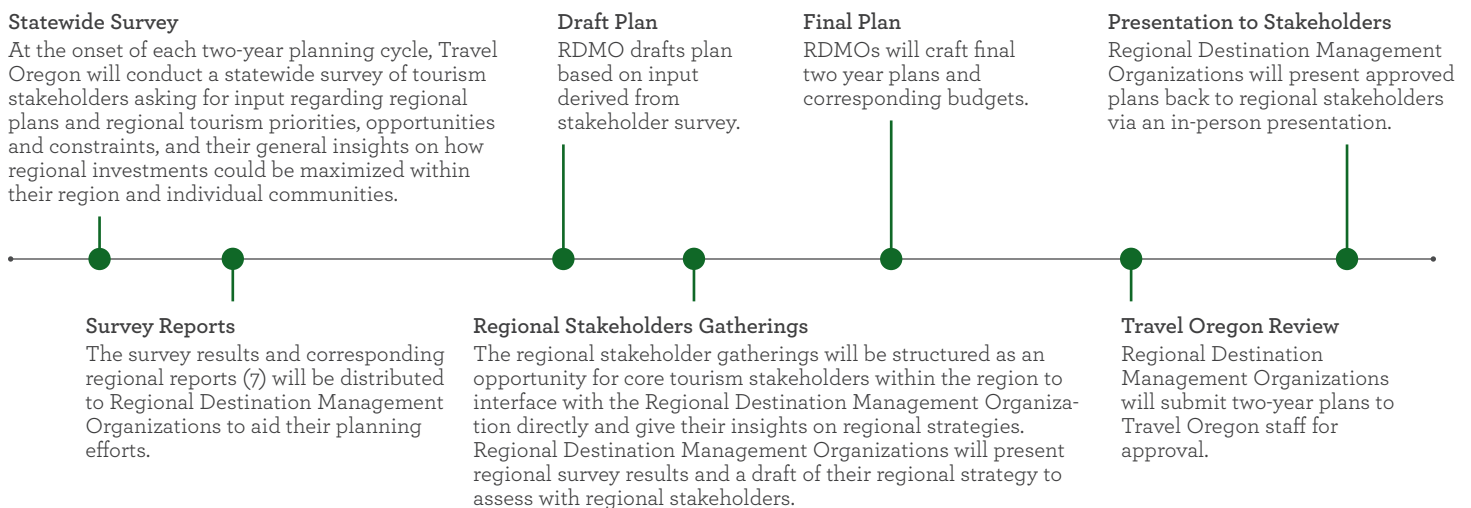 Statewide Survey
At the onset of each two-year planning cycle, Travel
Oregon will conduct a statewide survey of tourism
stakeholders asking for input regarding regional
plans and regional tourism priorities, opportunities
and constraints, and their general insights on how
regional investments could be maximized within
their region and individual communities.
Draft Plan
RDMO drafts plan
based on input
derived from
stakeholder survey.
Final Plan
RDMOs will craft final
two year plans and
corresponding budgets.
Presentation to Stakeholders
Regional Destination Management
Organizations will present approved
plans back to regional stakeholders
via an in-person presentation.
Survey Reports
The survey results and corresponding
regional reports (7) will be distributed
to Regional Destination Management
Organizations to aid their planning
efforts.
Regional Stakeholders Gatherings
The regional stakeholder gatherings will be structured as an
opportunity for core tourism stakeholders within the region to
interface with the Regional Destination Management Organiza-
tion directly and give their insights on regional strategies.
Regional Destination Management Organizations will present
regional survey results and a draft of their regional strategy to
assess with regional stakeholders.
Travel Oregon Review
Regional Destination
Management Organizations
will submit two-year plans to
Travel Oregon staff for
approval.